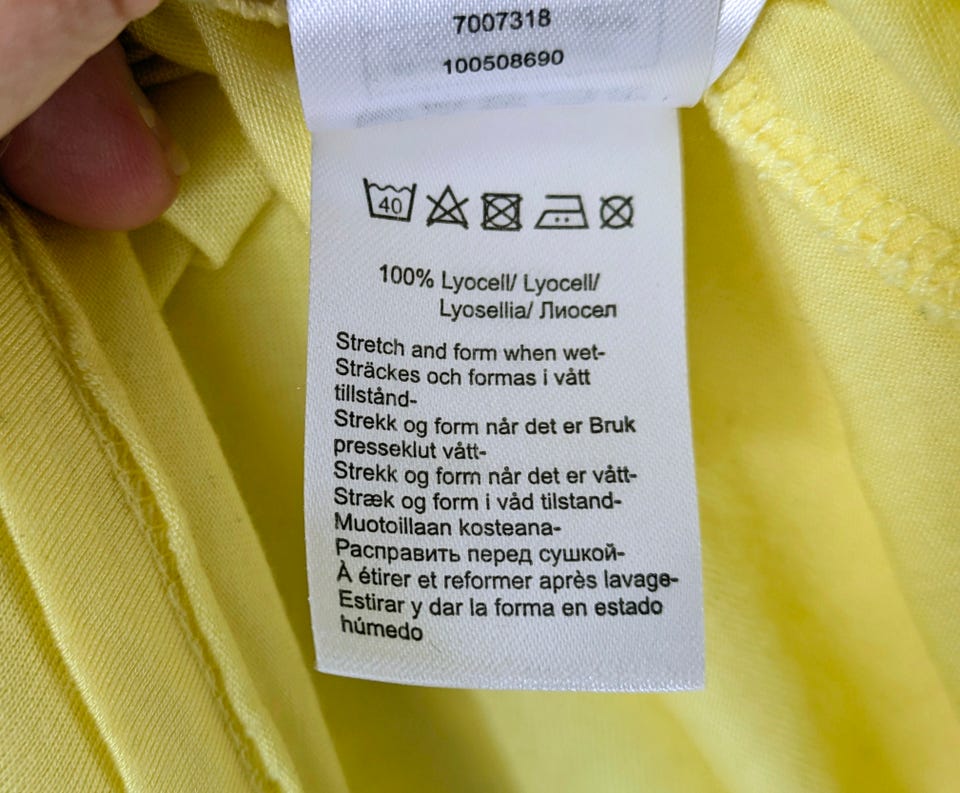 7007318
100508690
40
100% Lyocell/ Lyocell/
Lyosellia/ Лиосел
Stretch and form when wet-
Sträckes och formas i vått
tillstånd-
Strekk og form når det er Bruk
presseklut vått-
Strekk og form når det er vått-
Stræk og form i våd tilstand-
Muotoillaan kosteana-
Расправить перед сушкой-
À étirer et reformer après lavage-
Estirar y dar la forma en estado
húmedo